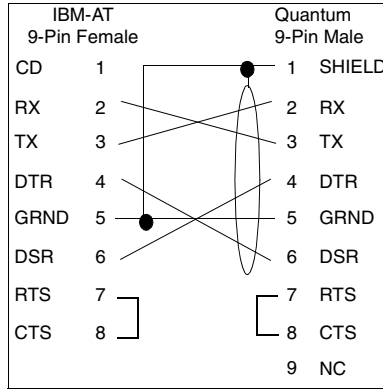 IBM-AT Quantum
9-Pin Female 9-Pin Male
CD 1 1 SHIELD
RX 2 2 RX
TX 3 3 TX
DTR 4 4 DTR
GRND 5 5 GRND
DSR 6 6 DSR
RTS 7 7 RTS
CTS 8 8 CTS
9 NC